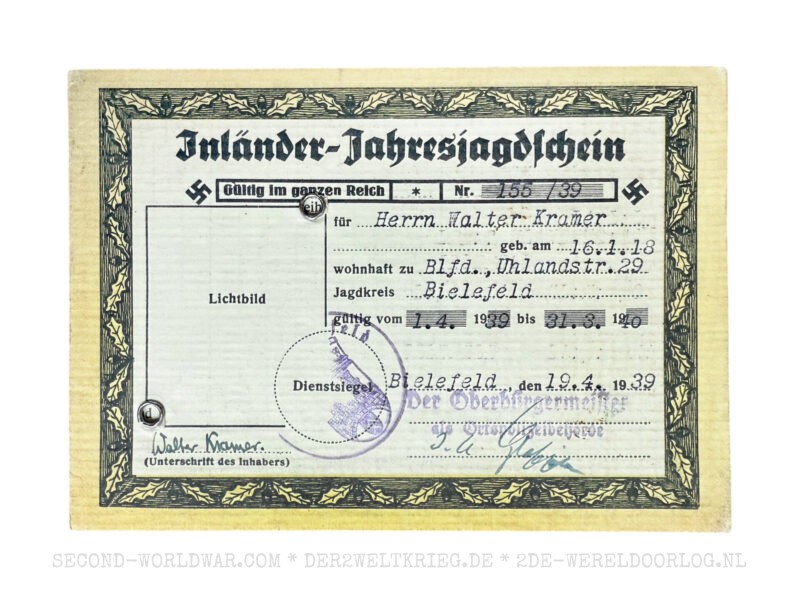 Inländer-Jahresjagdschein
Gültig im ganzen Reich * Nr. 155 /39
für Herrn Walter Kramer
geb. am 16.1.18
wohnhaft zu Blfd., Uhlandstr. 29
Jagdkreis Bielefeld
gültig vom 1.4. 1939 bis 31.3. 1940
Lichtbild
Dienstsiegel
Bielefeld, den 19.4. 1939
Der Oberbürgermeister
als Ortspolizeibehörde
Walter Kramer.
(Unterschrift des Inhabers)
SECOND-WORLDWAR.COM * DER2WELTKRIEG.DE * 2DE-WERELDOORLOG.NL